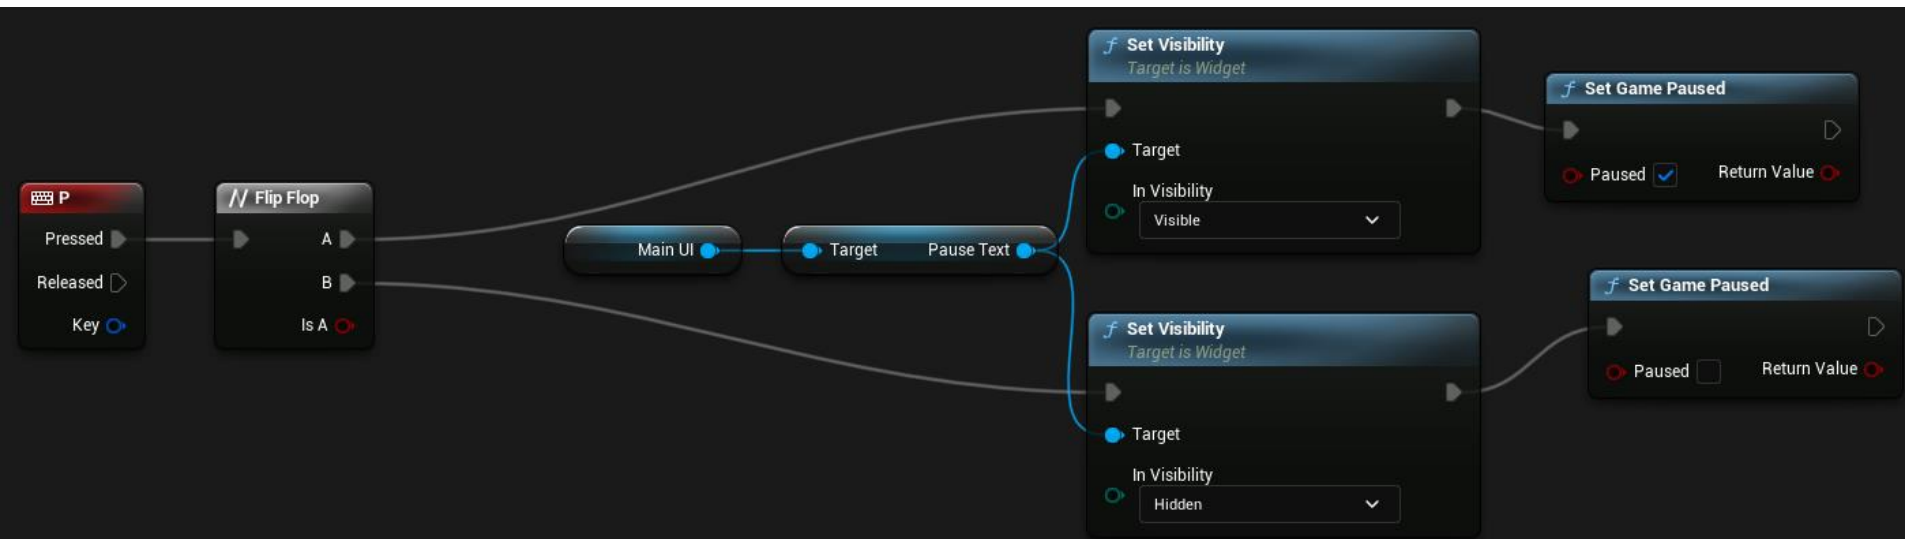 P
Pressed
Released
Key
Flip Flop
A
B
Is A
Main UI
Target
Pause Text
Set Visibility
Target is Widget
Target
In Visibility
Visible
Set Game Paused
Paused
Return Value
Set Visibility
Target is Widget
Target
In Visibility
Hidden
Set Game Paused
Paused
Return Value